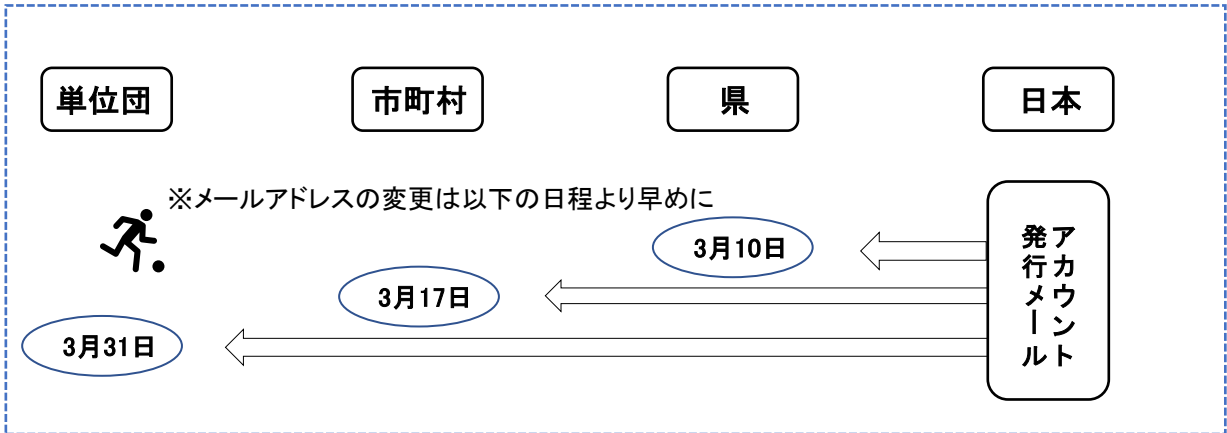 単位団
市町村
県
日本
※メールアドレスの変更は以下の日程より早めに
3月10日
3月17日
3月31日
アカウント
発行メール